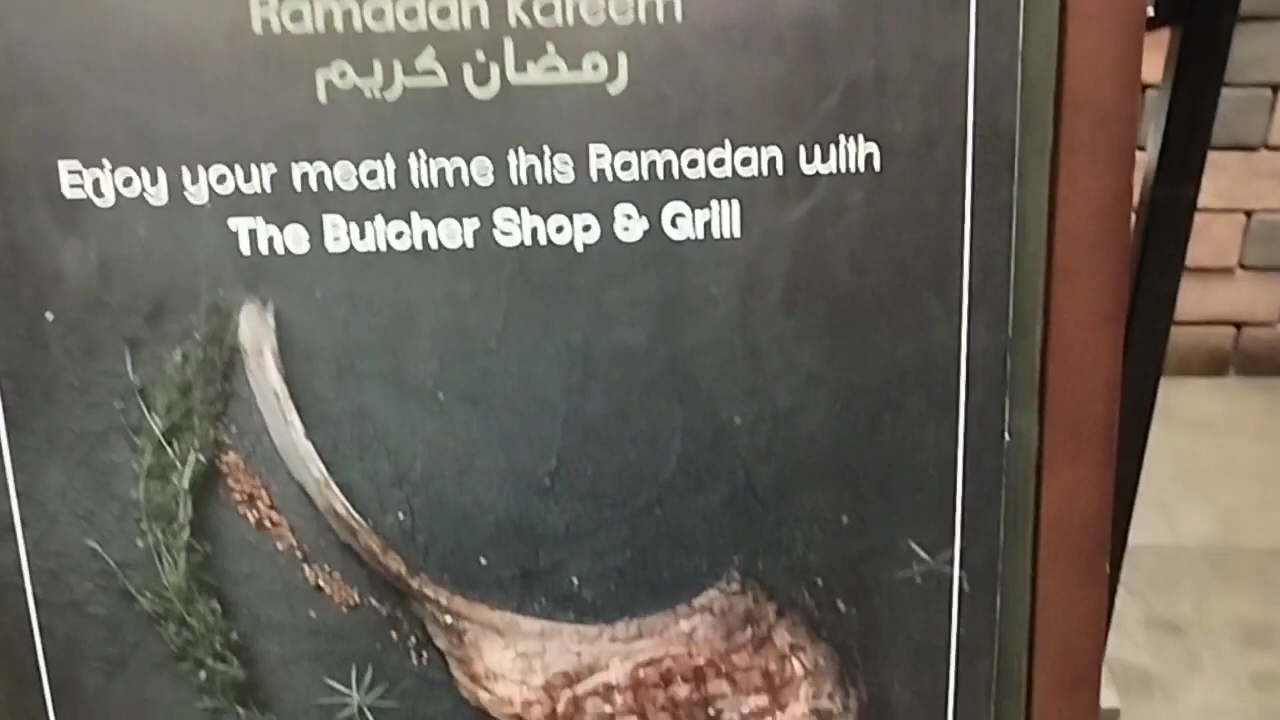 Ramadan Kareem
رمضان كريم
Enjoy your meat time this Ramadan with
The Butcher Shop & Grill